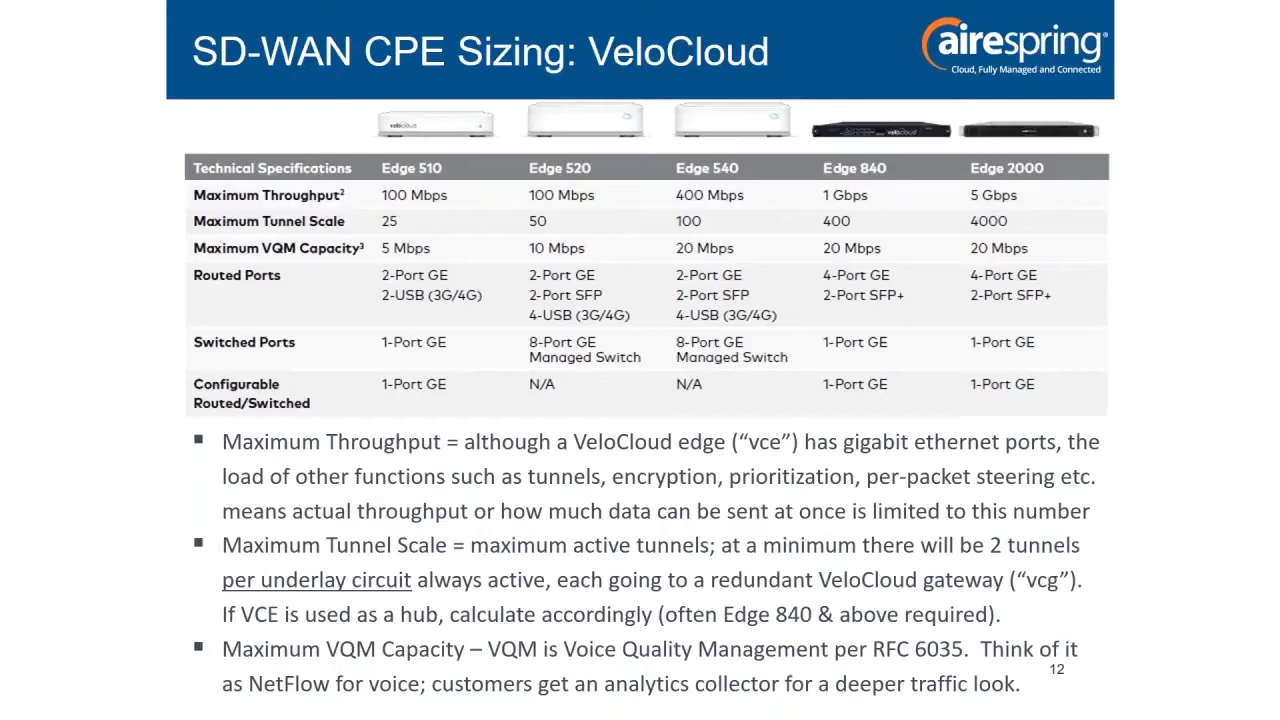 SD-WAN CPE Sizing: VeloCloud
airespring®
Cloud, Fully Managed and Connected
velocloud
velocloud
Technical Specifications Edge 510 Edge 520 Edge 540 Edge 840 Edge 2000
Maximum Throughput² 100 Mbps 100 Mbps 400 Mbps 1 Gbps 5 Gbps
Maximum Tunnel Scale 25 50 100 400 4000
Maximum VQM Capacity³ 5 Mbps 10 Mbps 20 Mbps 20 Mbps 20 Mbps
Routed Ports 2-Port GE 2-Port GE 2-Port GE 4-Port GE 4-Port GE
2-USB (3G/4G) 2-Port SFP 2-Port SFP 2-Port SFP+ 2-Port SFP+
4-USB (3G/4G) 4-USB (3G/4G)
Switched Ports 1-Port GE 8-Port GE 8-Port GE 1-Port GE 1-Port GE
Managed Switch Managed Switch
Configurable 1-Port GE N/A N/A 1-Port GE 1-Port GE
Routed/Switched
▪ Maximum Throughput = although a VeloCloud edge (“vce”) has gigabit ethernet ports, the
load of other functions such as tunnels, encryption, prioritization, per-packet steering etc.
means actual throughput or how much data can be sent at once is limited to this number
▪ Maximum Tunnel Scale = maximum active tunnels; at a minimum there will be 2 tunnels
per underlay circuit always active, each going to a redundant VeloCloud gateway (“vcg”).
If VCE is used as a hub, calculate accordingly (often Edge 840 & above required).
▪ Maximum VQM Capacity – VQM is Voice Quality Management per RFC 6035. Think of it
as NetFlow for voice; customers get an analytics collector for a deeper traffic look.
12